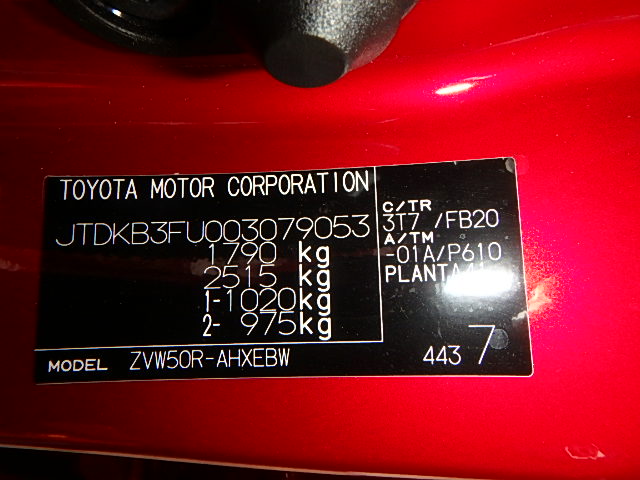 TOYOTA MOTOR CORPORATION
JTDKB3FU003079053
1790 kg
2515 kg
1-1020kg
2- 975kg
C/TR
3T7 /FB20
A/TM
-01A/P610
PLANT
MODEL ZVW50R-AHXEBW
443 7